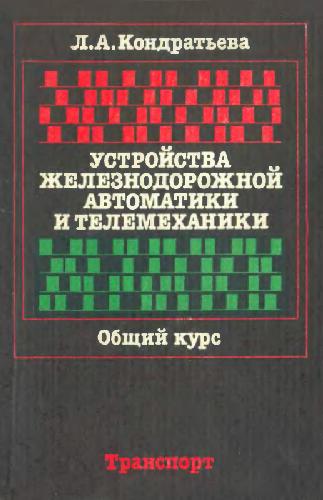 Л.А.Кондратьева
УСТРОЙСТВА
ЖЕЛЕЗНОДОРОЖНОЙ
АВТОМАТИКИ
И ТЕЛЕМЕХАНИКИ
Общий курс
Транспорт